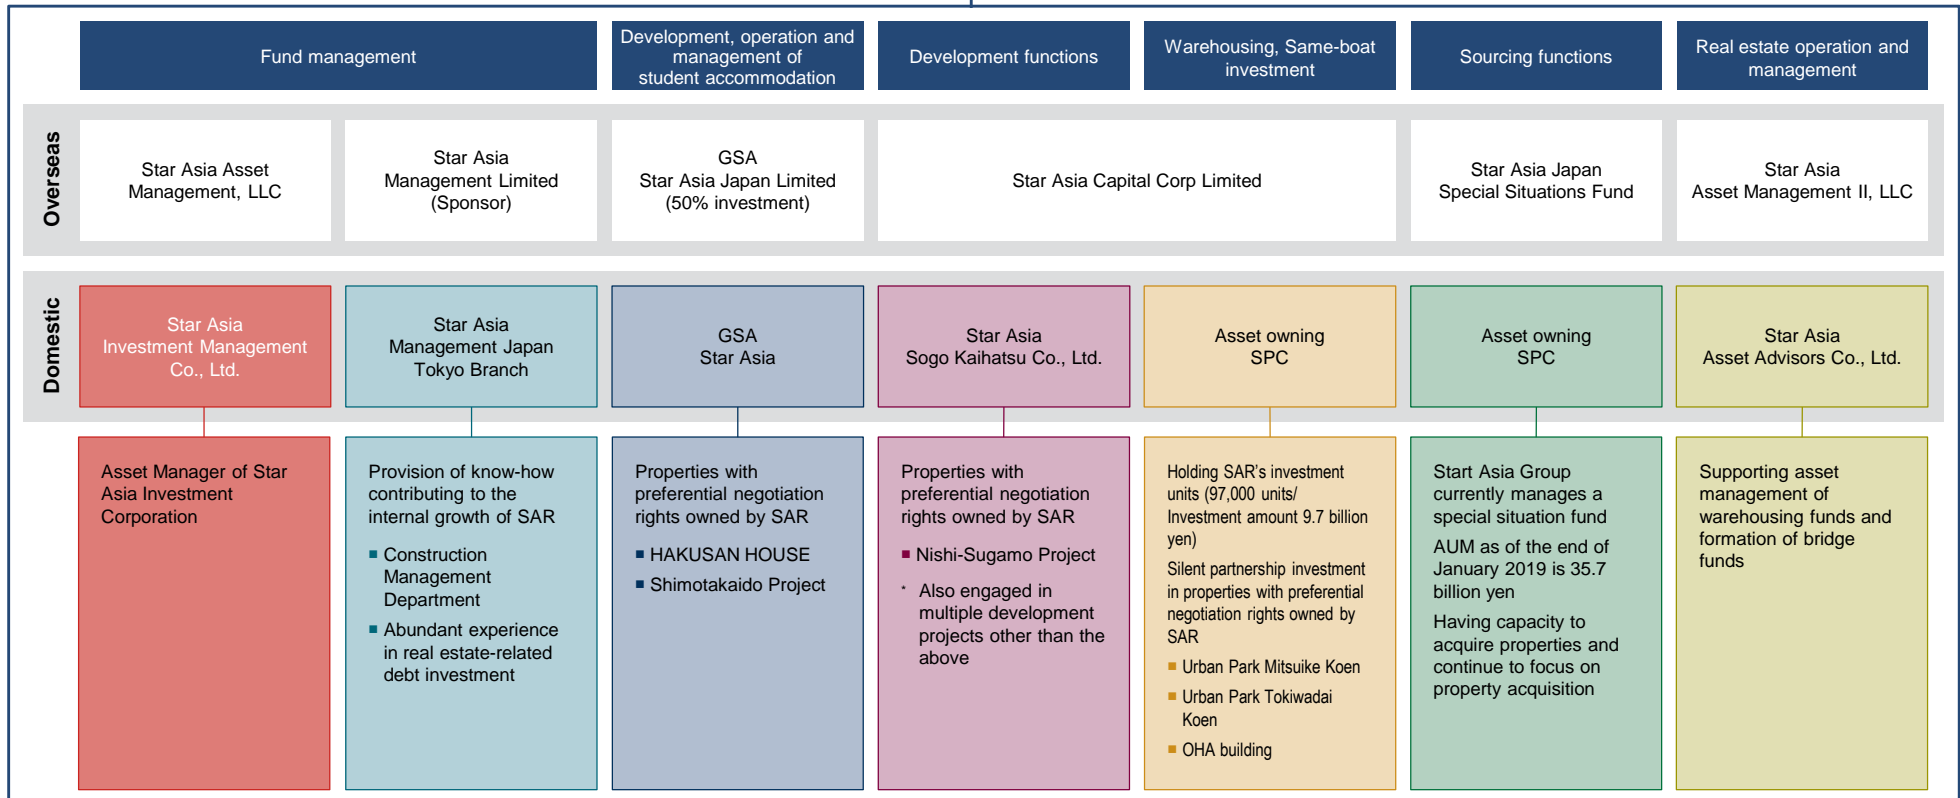 Fund management
Development, operation and
management of
student accommodation
Development functions
Warehousing, Same-boat
investment
Sourcing functions
Real estate operation and
management
Overseas
Star Asia Asset
Management, LLC
Star Asia
Management Limited
(Sponsor)
GSA
Star Asia Japan Limited
(50% investment)
Star Asia Capital Corp Limited
Star Asia Japan
Special Situations Fund
Star Asia
Asset Management II, LLC
Domestic
Star Asia
Investment Management
Co., Ltd.
Star Asia
Management Japan
Tokyo Branch
GSA
Star Asia
Star Asia
Sogo Kaihatsu Co., Ltd.
Asset owning
SPC
Asset owning
SPC
Star Asia
Asset Advisors Co., Ltd.
Asset Manager of Star
Asia Investment
Corporation
Provision of know-how
contributing to the
internal growth of SAR
■ Construction
Management
Department
■ Abundant experience
in real estate-related
debt investment
Properties with
preferential negotiation
rights owned by SAR
■ HAKUSAN HOUSE
■ Shimotakaido Project
Properties with
preferential negotiation
rights owned by SAR
■ Nishi-Sugamo Project
* Also engaged in
multiple development
projects other than the
above
Holding SAR's investment
units (97,000 units/
Investment amount 9.7 billion
yen)
Silent partnership investment
in properties with preferential
negotiation rights owned by
SAR
■ Urban Park Mitsuike Koen
■ Urban Park Tokiwadai
Koen
■ OHA building
Start Asia Group
currently manages a
special situation fund
AUM as of the end of
January 2019 is 35.7
billion yen
Having capacity to
acquire properties and
continue to focus on
property acquisition
Supporting asset
management of
warehousing funds and
formation of bridge
funds